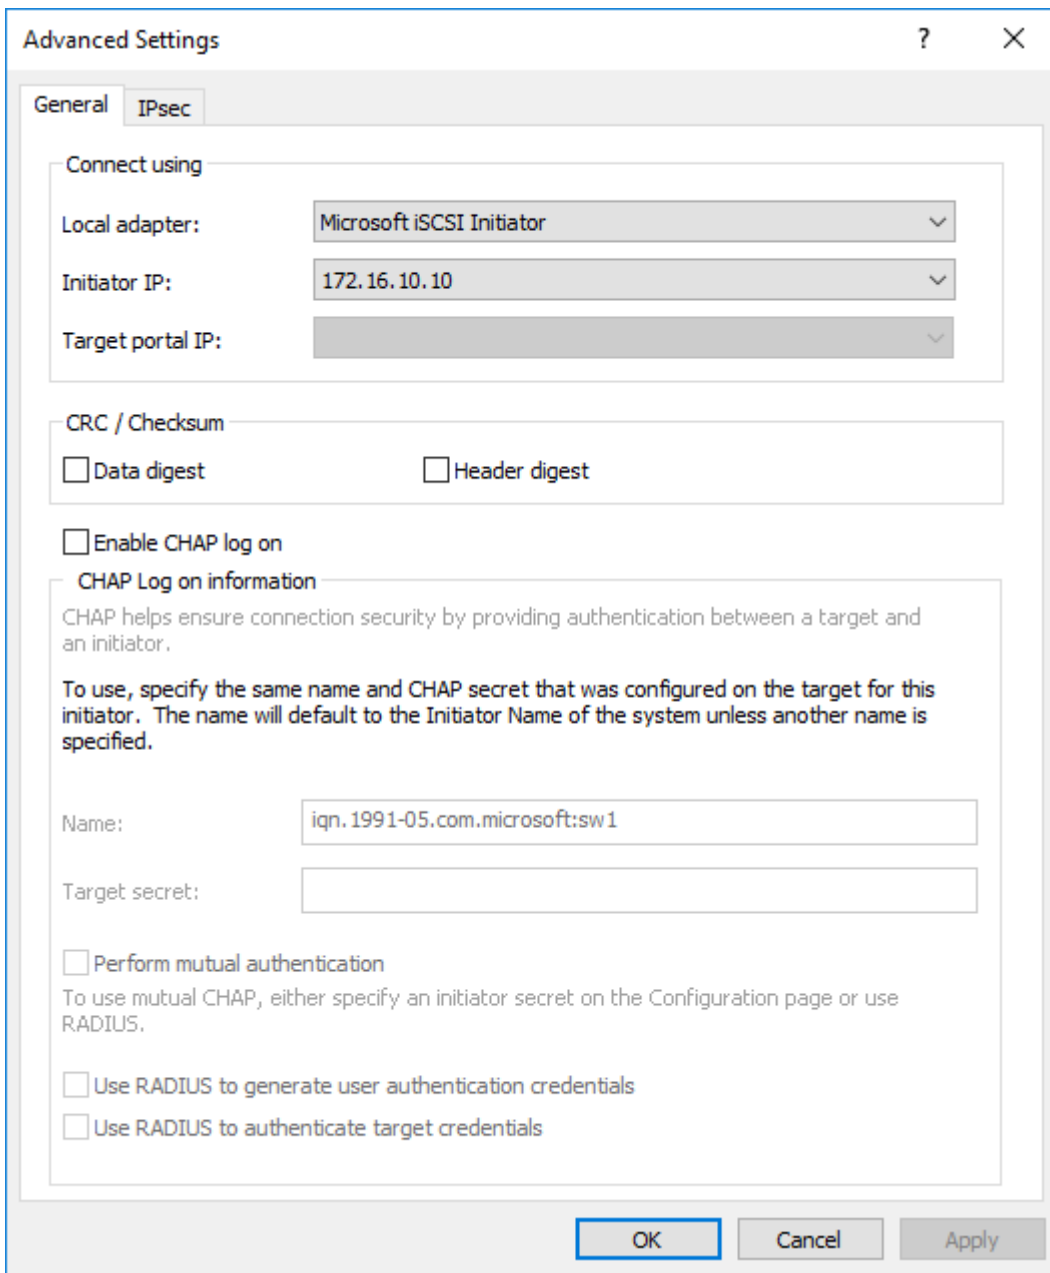 Advanced Settings
General
IPsec
Connect using
Local adapter:
Microsoft iSCSI Initiator
Initiator IP:
172.16.10.10
Target portal IP:
CRC / Checksum
Data digest
Header digest
Enable CHAP log on
CHAP Log on information
CHAP helps ensure connection security by providing authentication between a target and
an initiator.
To use, specify the same name and CHAP secret that was configured on the target for this
initiator.  The name will default to the Initiator Name of the system unless another name is
specified.
Name:
iqn.1991-05.com.microsoft:sw1
Target secret:
Perform mutual authentication
To use mutual CHAP, either specify an initiator secret on the Configuration page or use
RADIUS.
Use RADIUS to generate user authentication credentials
Use RADIUS to authenticate target credentials
OK
Cancel
Apply